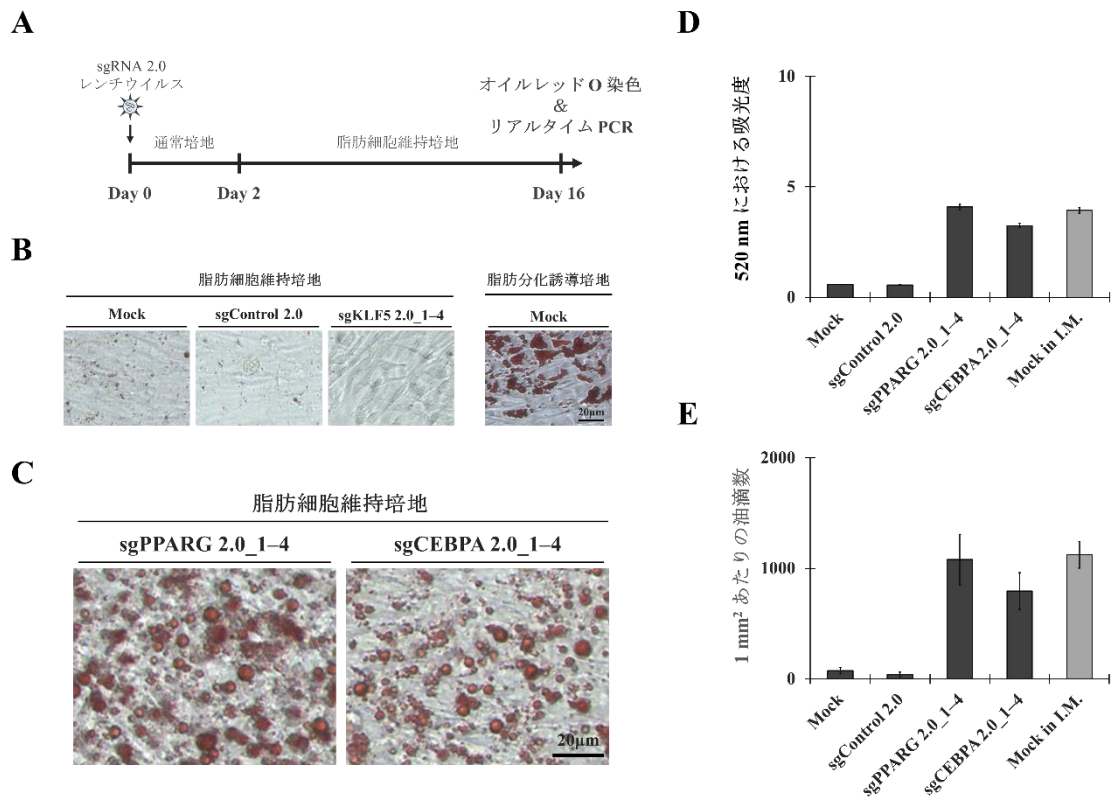 A
sgRNA 2.0
レンチウイルス
オイルレッド O 染色
&
リアルタイム PCR
通常培地
脂肪細胞維持培地
Day 0
Day 2
Day 16
B
脂肪細胞維持培地
脂肪分化誘導培地
Mock
sgControl 2.0
sgKLF5 2.0_1–4
Mock
20μm
C
脂肪細胞維持培地
sgPPARG 2.0_1–4
sgCEBPA 2.0_1–4
20μm
D
520 nm における吸光度
10
5
0
Mock
sgControl 2.0
sgPPARG 2.0_1–4
sgCEBPA 2.0_1–4
Mock in I.M.
E
1 mm² あたりの油滴数
2000
1000
0
Mock
sgControl 2.0
sgPPARG 2.0_1–4
sgCEBPA 2.0_1–4
Mock in I.M.